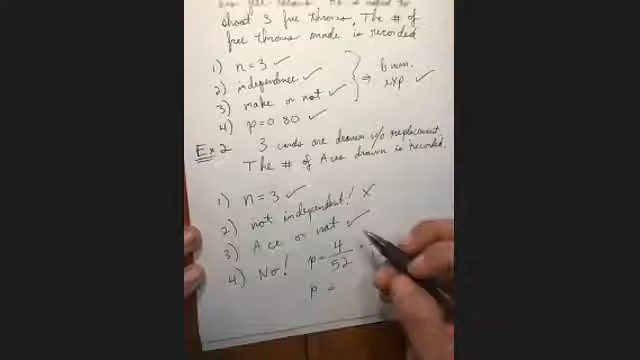 shoot 3 free throws, The # of
free throws made is recorded
1) n = 3 ✓
2) independence ✓
3) make or not ✓
4) p = 0.80 ✓
⇒ binom. exp ✓
Ex 2 3 cards are drawn w/o replacement.
The # of Aces drawn is recorded.
1) n = 3 ✓
2) not independent! X
3) Ace or not ✓
4) No! p = 4/52
p =